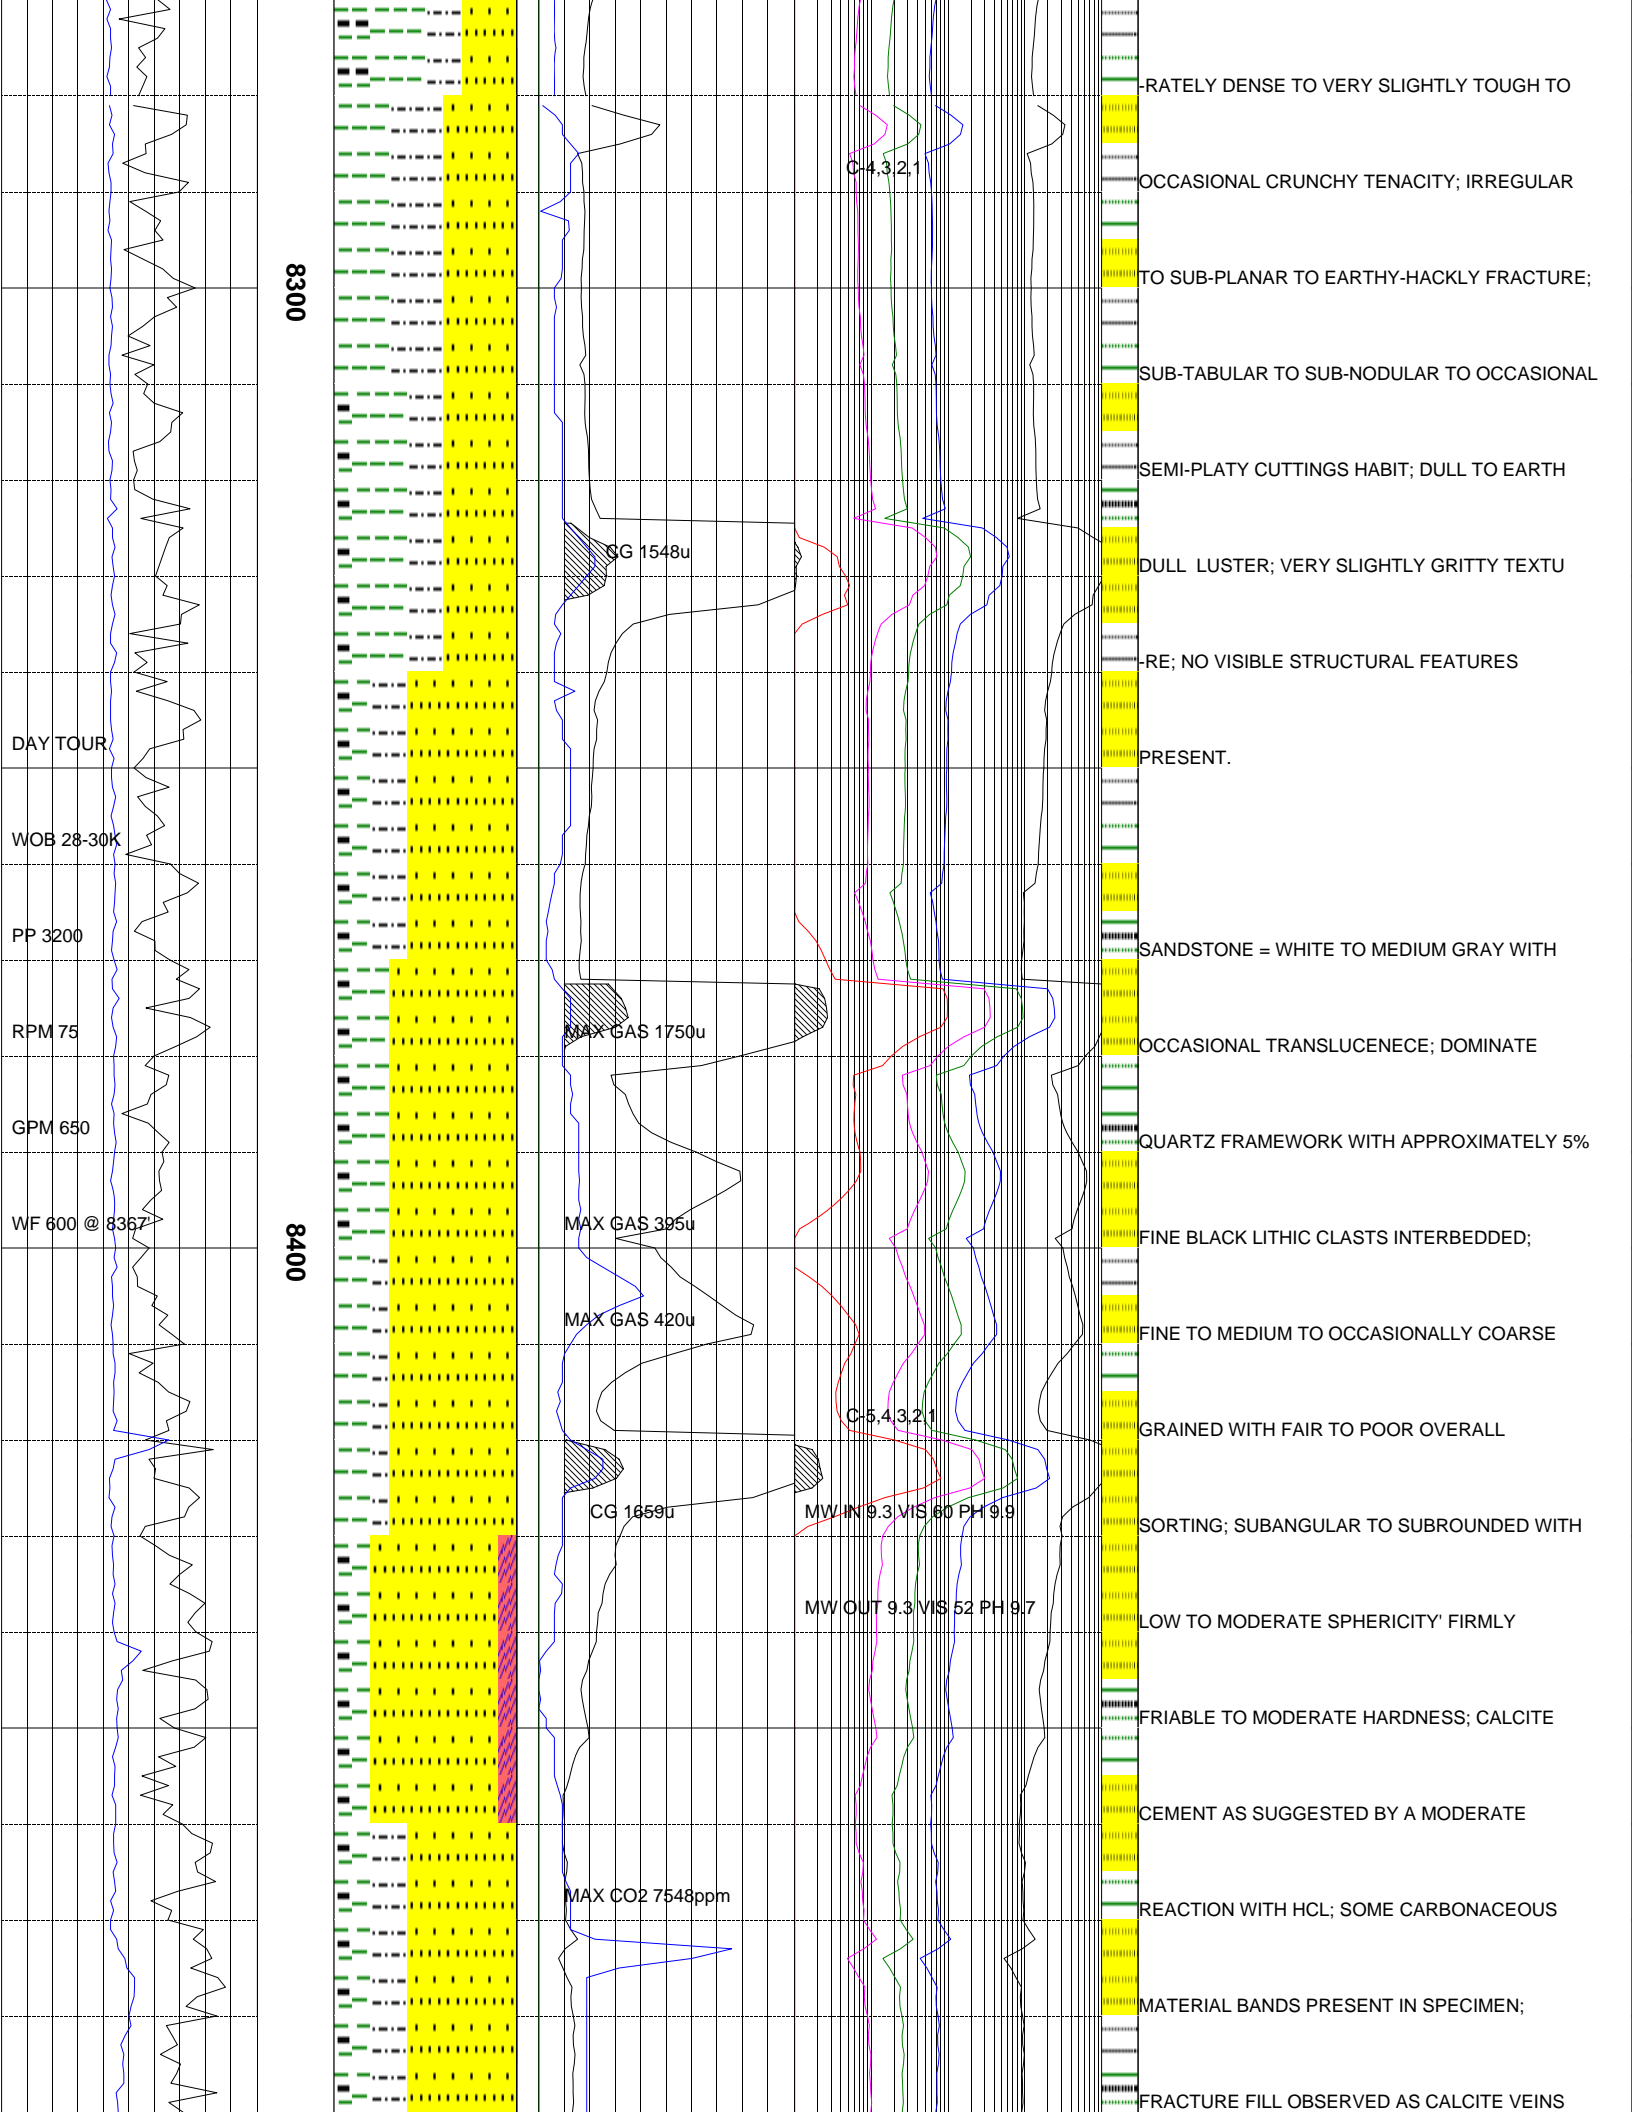 -RATELY DENSE TO VERY SLIGHTLY TOUGH TO
C-4,3,2,1
OCCASIONAL CRUNCHY TENACITY; IRREGULAR
8300
TO SUB-PLANAR TO EARTHY-HACKLY FRACTURE;
SUB-TABULAR TO SUB-NODULAR TO OCCASIONAL
SEMI-PLATY CUTTINGS HABIT; DULL TO EARTH
CG 1548u
DULL LUSTER; VERY SLIGHTLY GRITTY TEXTU
-RE; NO VISIBLE STRUCTURAL FEATURES
DAY TOUR
PRESENT.
WOB 28-30K
PP 3200
SANDSTONE = WHITE TO MEDIUM GRAY WITH
RPM 75
MAX GAS 1750u
OCCASIONAL TRANSLUCENECE; DOMINATE
GPM 650
QUARTZ FRAMEWORK WITH APPROXIMATELY 5%
WF 600 @ 8367'
8400
MAX GAS 395u
FINE BLACK LITHIC CLASTS INTERBEDDED;
MAX GAS 420u
FINE TO MEDIUM TO OCCASIONALLY COARSE
C-5,4,3,2,1
GRAINED WITH FAIR TO POOR OVERALL
CG 1659u
MW IN 9.3 VIS 60 PH 9.9
SORTING; SUBANGULAR TO SUBROUNDED WITH
MW OUT 9.3 VIS 52 PH 9.7
LOW TO MODERATE SPHERICITY' FIRMLY
FRIABLE TO MODERATE HARDNESS; CALCITE
CEMENT AS SUGGESTED BY A MODERATE
MAX CO2 7548ppm
REACTION WITH HCL; SOME CARBONACEOUS
MATERIAL BANDS PRESENT IN SPECIMEN;
FRACTURE FILL OBSERVED AS CALCITE VEINS